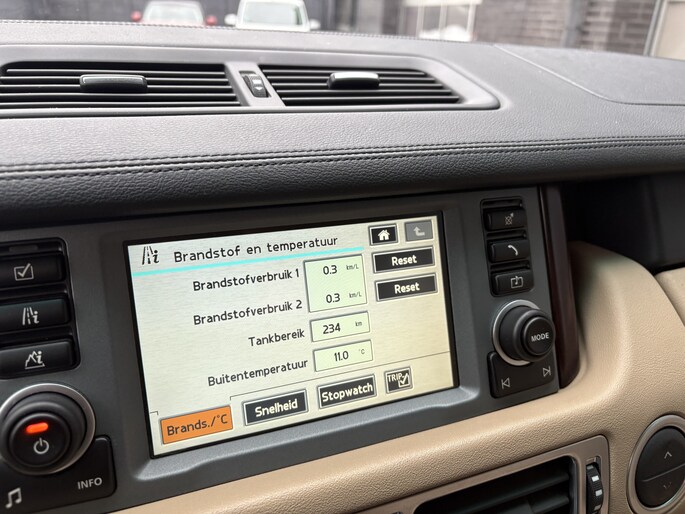 Brandstof en temperatuur
Brandstofverbruik 1 0.3 km/L Reset
Brandstofverbruik 2 0.3 km/L Reset
Tankbereik 234 km
Buitentemperatuur 11.0 °C
Brands./°C Snelheid Stopwatch TRIP
MODE
INFO